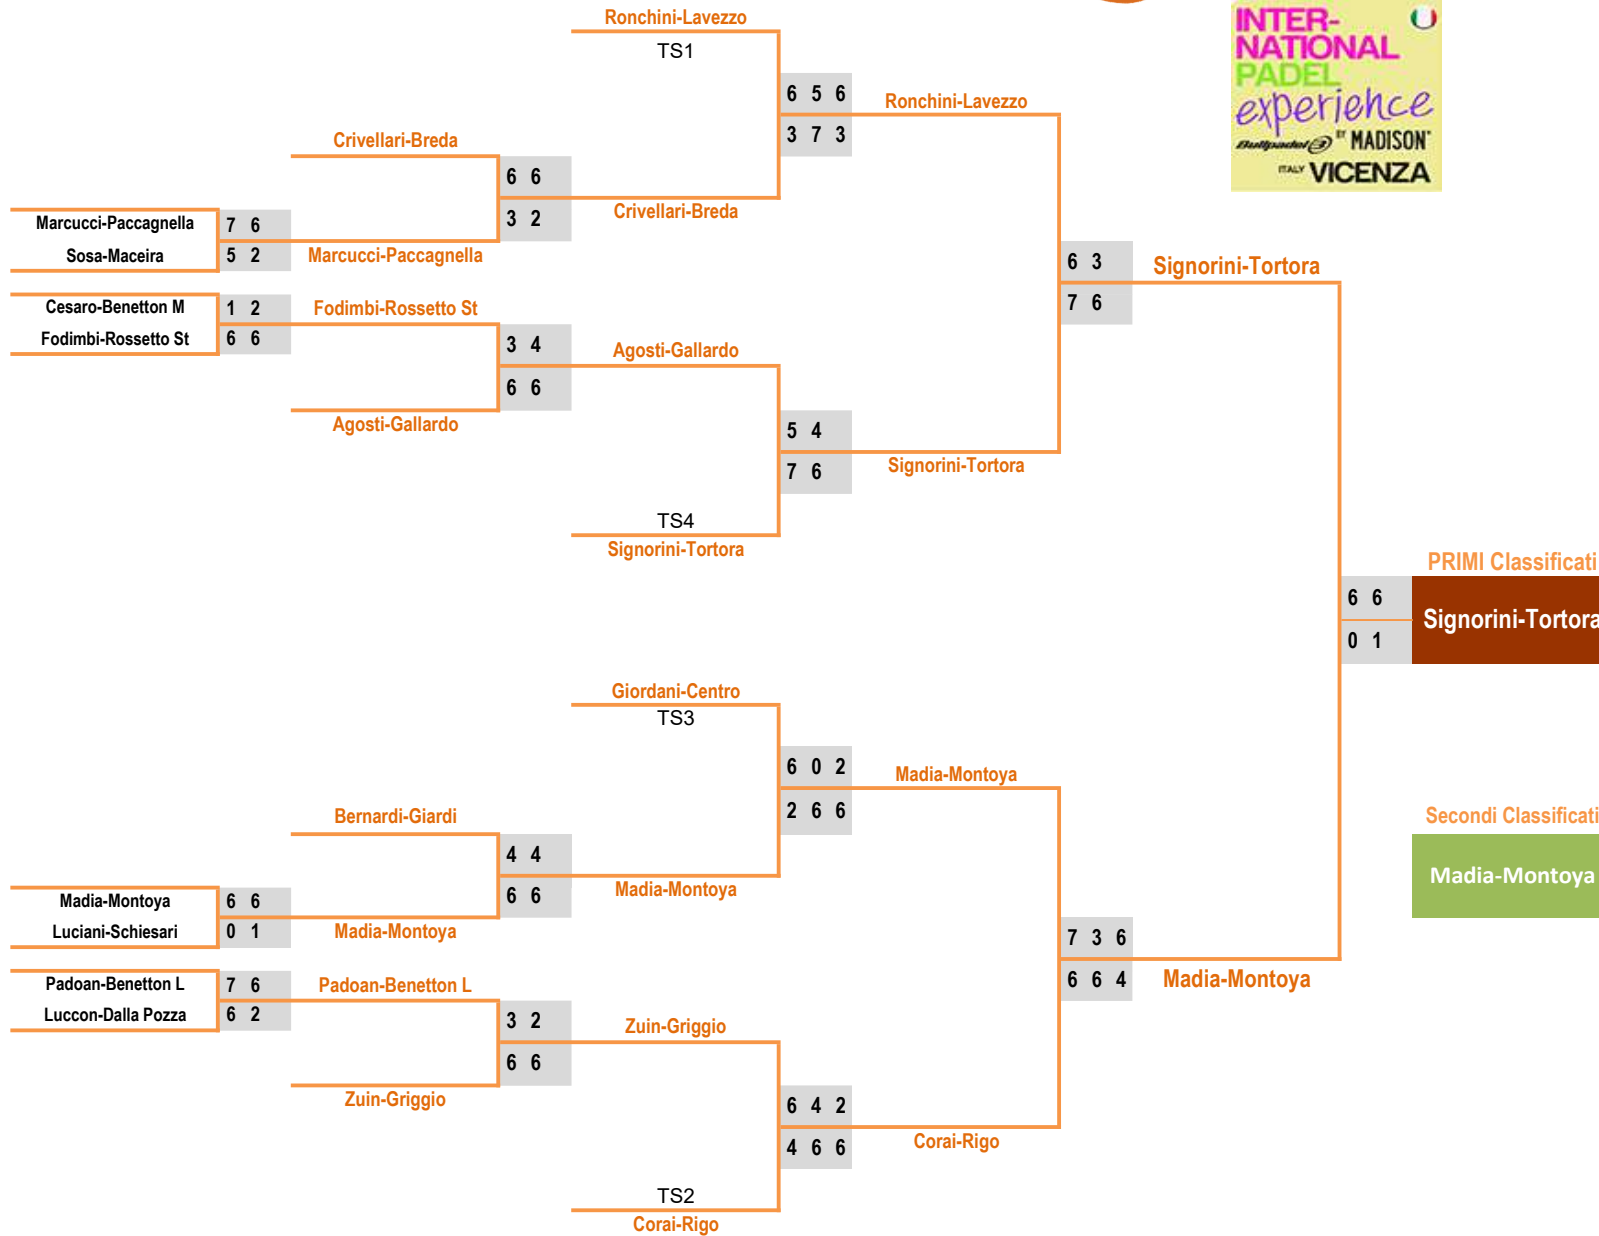 Ronchini-Lavezzo
TS1
INTER-
NATIONAL
PADEL
experience
Bullpadel BY MADISON
ITALY VICENZA
6 5 6
3 7 3
Ronchini-Lavezzo
Crivellari-Breda
6 6
3 2
Crivellari-Breda
Marcucci-Paccagnella 7 6
Sosa-Maceira 5 2
Marcucci-Paccagnella
6 3
7 6
Signorini-Tortora
Cesaro-Benetton M 1 2
Fodimbi-Rossetto St 6 6
Fodimbi-Rossetto St
3 4
6 6
Agosti-Gallardo
Agosti-Gallardo
5 4
7 6
Signorini-Tortora
TS4
Signorini-Tortora
PRIMI Classificati
6 6
0 1
Signorini-Tortora
Giordani-Centro
TS3
6 0 2
2 6 6
Madia-Montoya
Bernardi-Giardi
4 4
6 6
Madia-Montoya
Secondi Classificati
Madia-Montoya
Madia-Montoya 6 6
Luciani-Schiesari 0 1
Madia-Montoya
7 3 6
6 6 4
Madia-Montoya
Padoan-Benetton L 7 6
Luccon-Dalla Pozza 6 2
Padoan-Benetton L
3 2
6 6
Zuin-Griggio
Zuin-Griggio
6 4 2
4 6 6
Corai-Rigo
TS2
Corai-Rigo